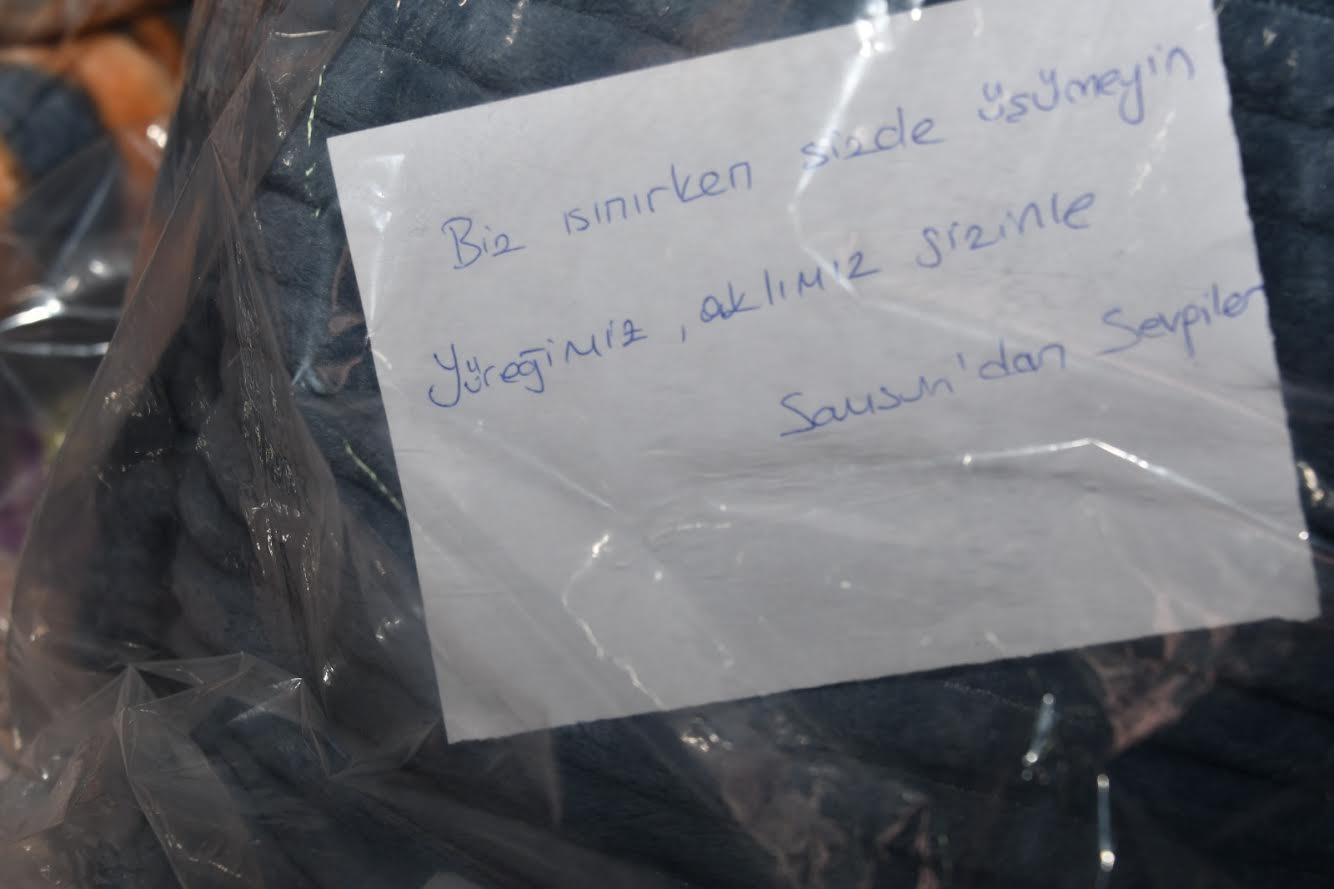 Biz ısınırken sizde üşümeyin
Yüreğimiz, aklımız sizinle
Samsun'dan Sevgiler